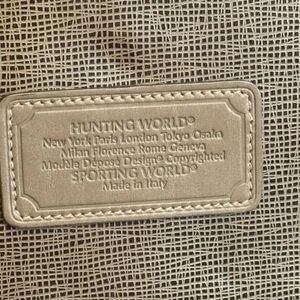 HUNTING WORLD®
New York Paris London Tokyo Osaka
Milan Florence Rome Geneva
Modèle Déposé Design® Copyrighted
SPORTING WORLD®
Made in Italy